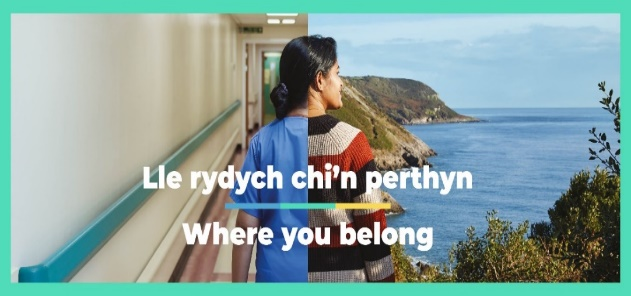 Lle rydych chi'n perthyn
Where you belong